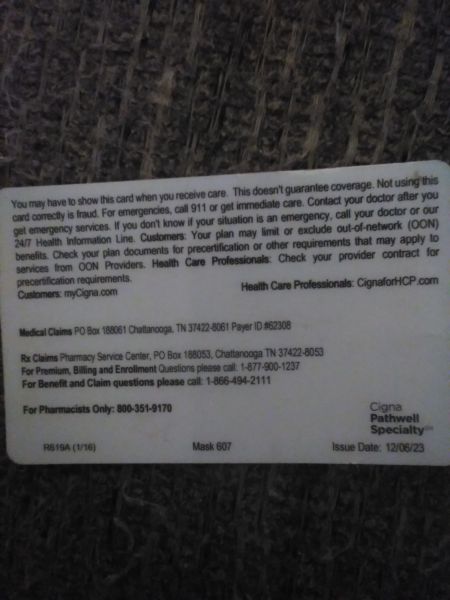 You may have to show this card when you receive care. This doesn't guarantee coverage. Not using this
card correctly is fraud. For emergencies, call 911 or get immediate care. Contact your doctor after you
get emergency services. If you don't know if your situation is an emergency, call your doctor or our
24/7 Health Information Line. Customers: Your plan may limit or exclude out-of-network (OON)
benefits. Check your plan documents for precertification or other requirements that may apply to
services from OON Providers. Health Care Professionals: Check your provider contract for
precertification requirements.
Customers: myCigna.com Health Care Professionals: CignaforHCP.com
Medical Claims PO Box 188061 Chattanooga, TN 37422-8061 Payer ID #62308
Rx Claims Pharmacy Service Center, PO Box 188053, Chattanooga TN 37422-8053
For Premium, Billing and Enrollment Questions please call: 1-877-900-1237
For Benefit and Claim questions please call: 1-866-494-2111
For Pharmacists Only: 800-351-9170
Cigna
Pathwell
Specialty℠
R619A (1/16) Mask 607 Issue Date: 12/06/23